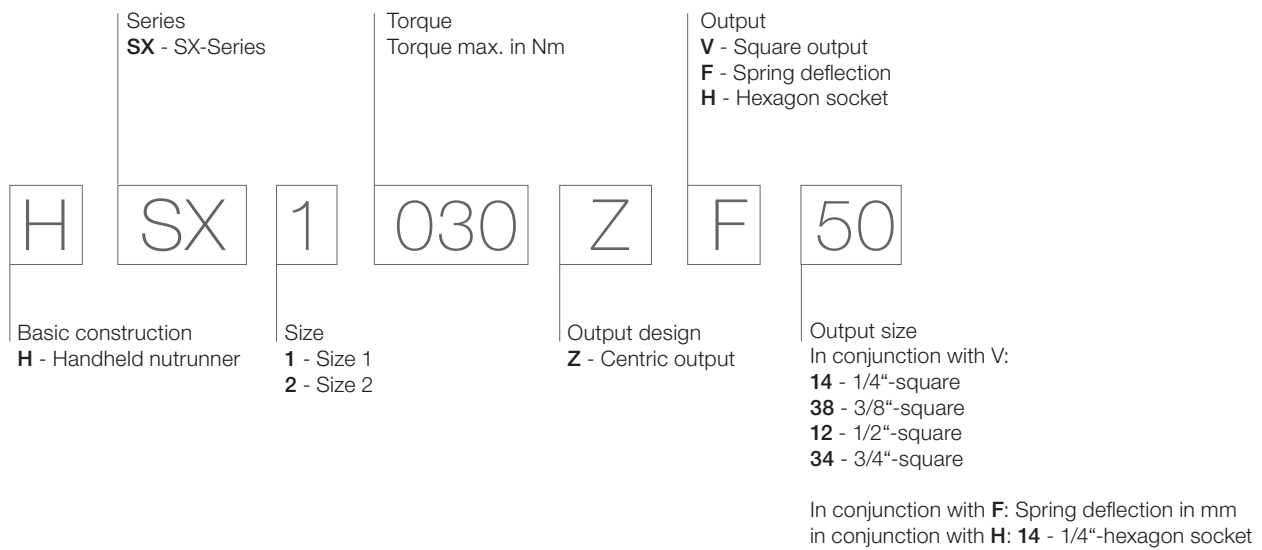 Series
SX - SX-Series
Torque
Torque max. in Nm
Output
V - Square output
F - Spring deflection
H - Hexagon socket
H SX 1 030 Z F 50
Basic construction
H - Handheld nutrunner
Size
1 - Size 1
2 - Size 2
Output design
Z - Centric output
Output size
In conjunction with V:
14 - 1/4“-square
38 - 3/8“-square
12 - 1/2“-square
34 - 3/4“-square
In conjunction with F: Spring deflection in mm
in conjunction with H: 14 - 1/4“-hexagon socket